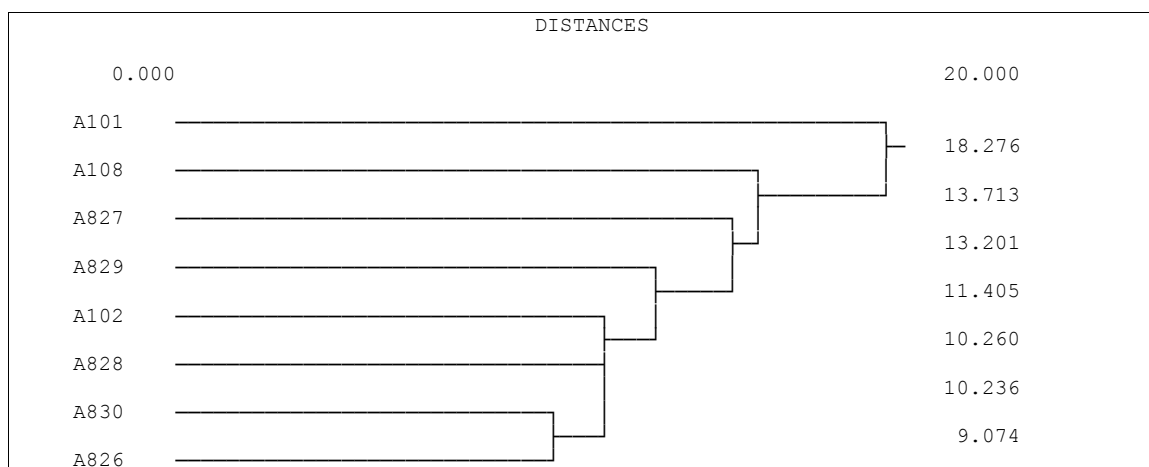 DISTANCES
0.000 20.000
A101
18.276
A108
13.713
A827
13.201
A829
11.405
A102
10.260
A828
10.236
A830
9.074
A826